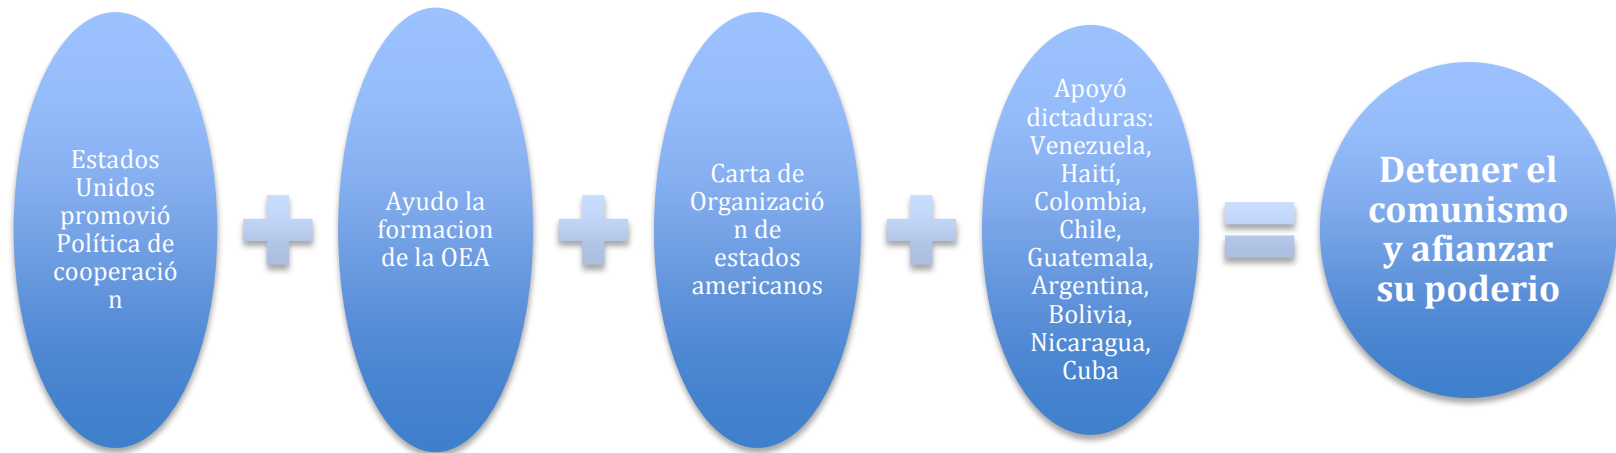 Estados
Unidos
promovió
Política de
cooperació
n
Ayudo la
formacion
de la OEA
Carta de
Organizació
n de
estados
americanos
Apoyó
dictaduras:
Venezuela,
Haití,
Colombia,
Chile,
Guatemala,
Argentina,
Bolivia,
Nicaragua,
Cuba
Detener el
comunismo
y afianzar
su poderio